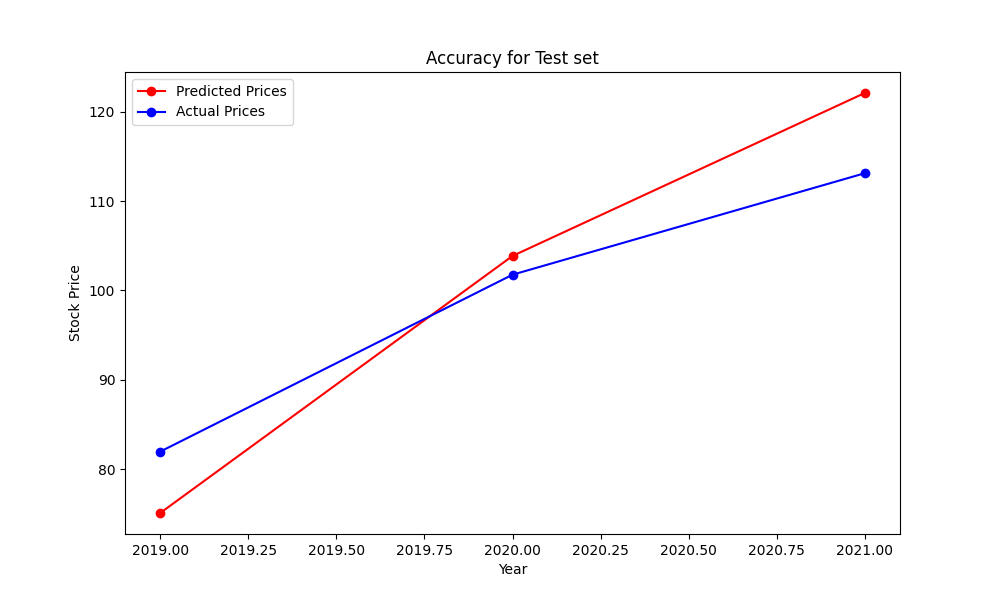 Accuracy for Test set
Predicted Prices
Actual Prices
120
110
100
90
80
Stock Price
2019.00 2019.25 2019.50 2019.75 2020.00 2020.25 2020.50 2020.75 2021.00
Year